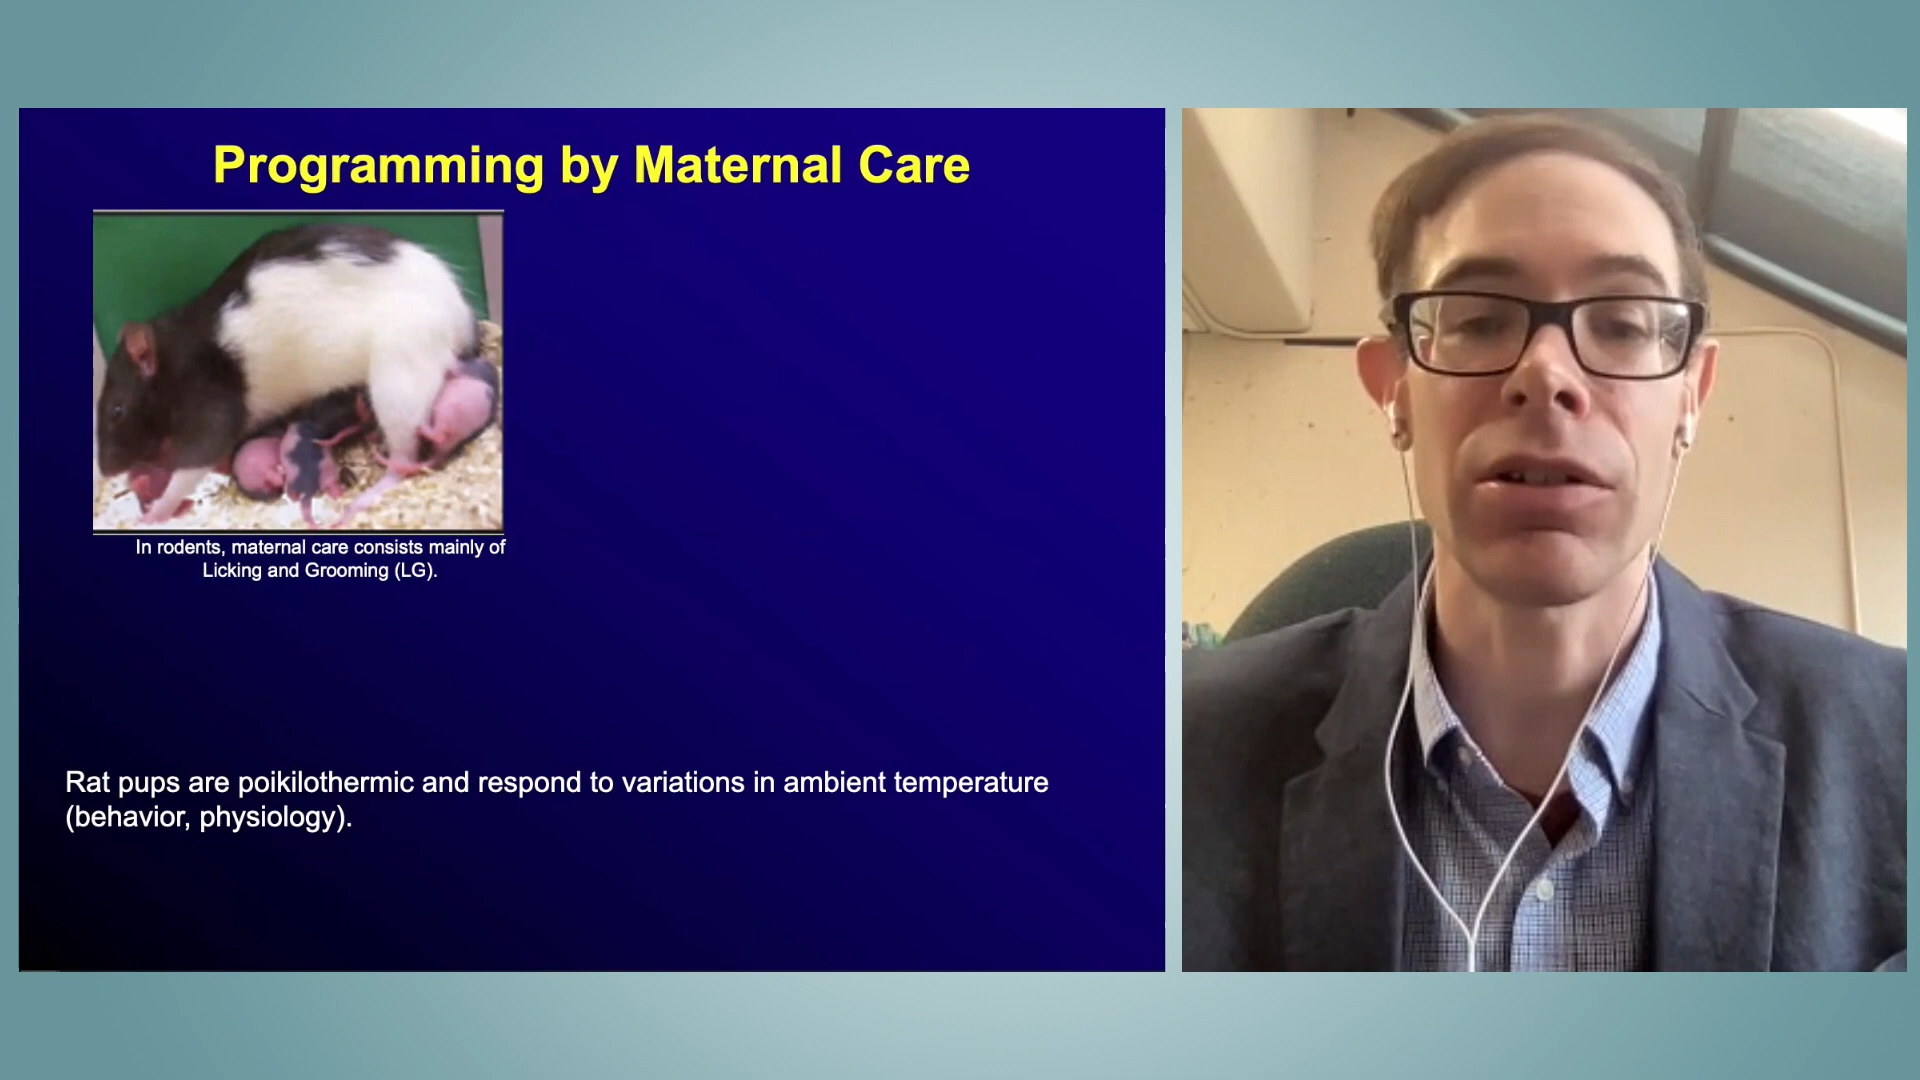 Programming by Maternal Care
In rodents, maternal care consists mainly of
Licking and Grooming (LG).
Rat pups are poikilothermic and respond to variations in ambient temperature
(behavior, physiology).